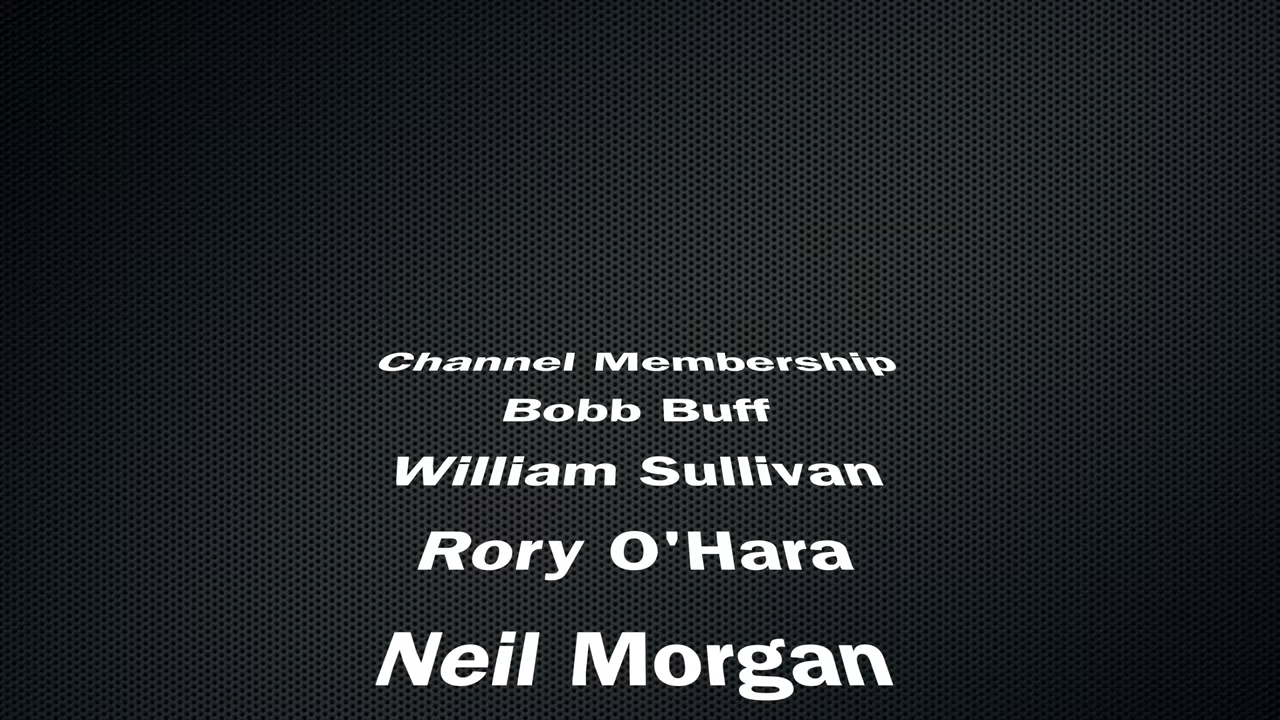 Channel Membership
Bobb Buff
William Sullivan
Rory O'Hara
Neil Morgan